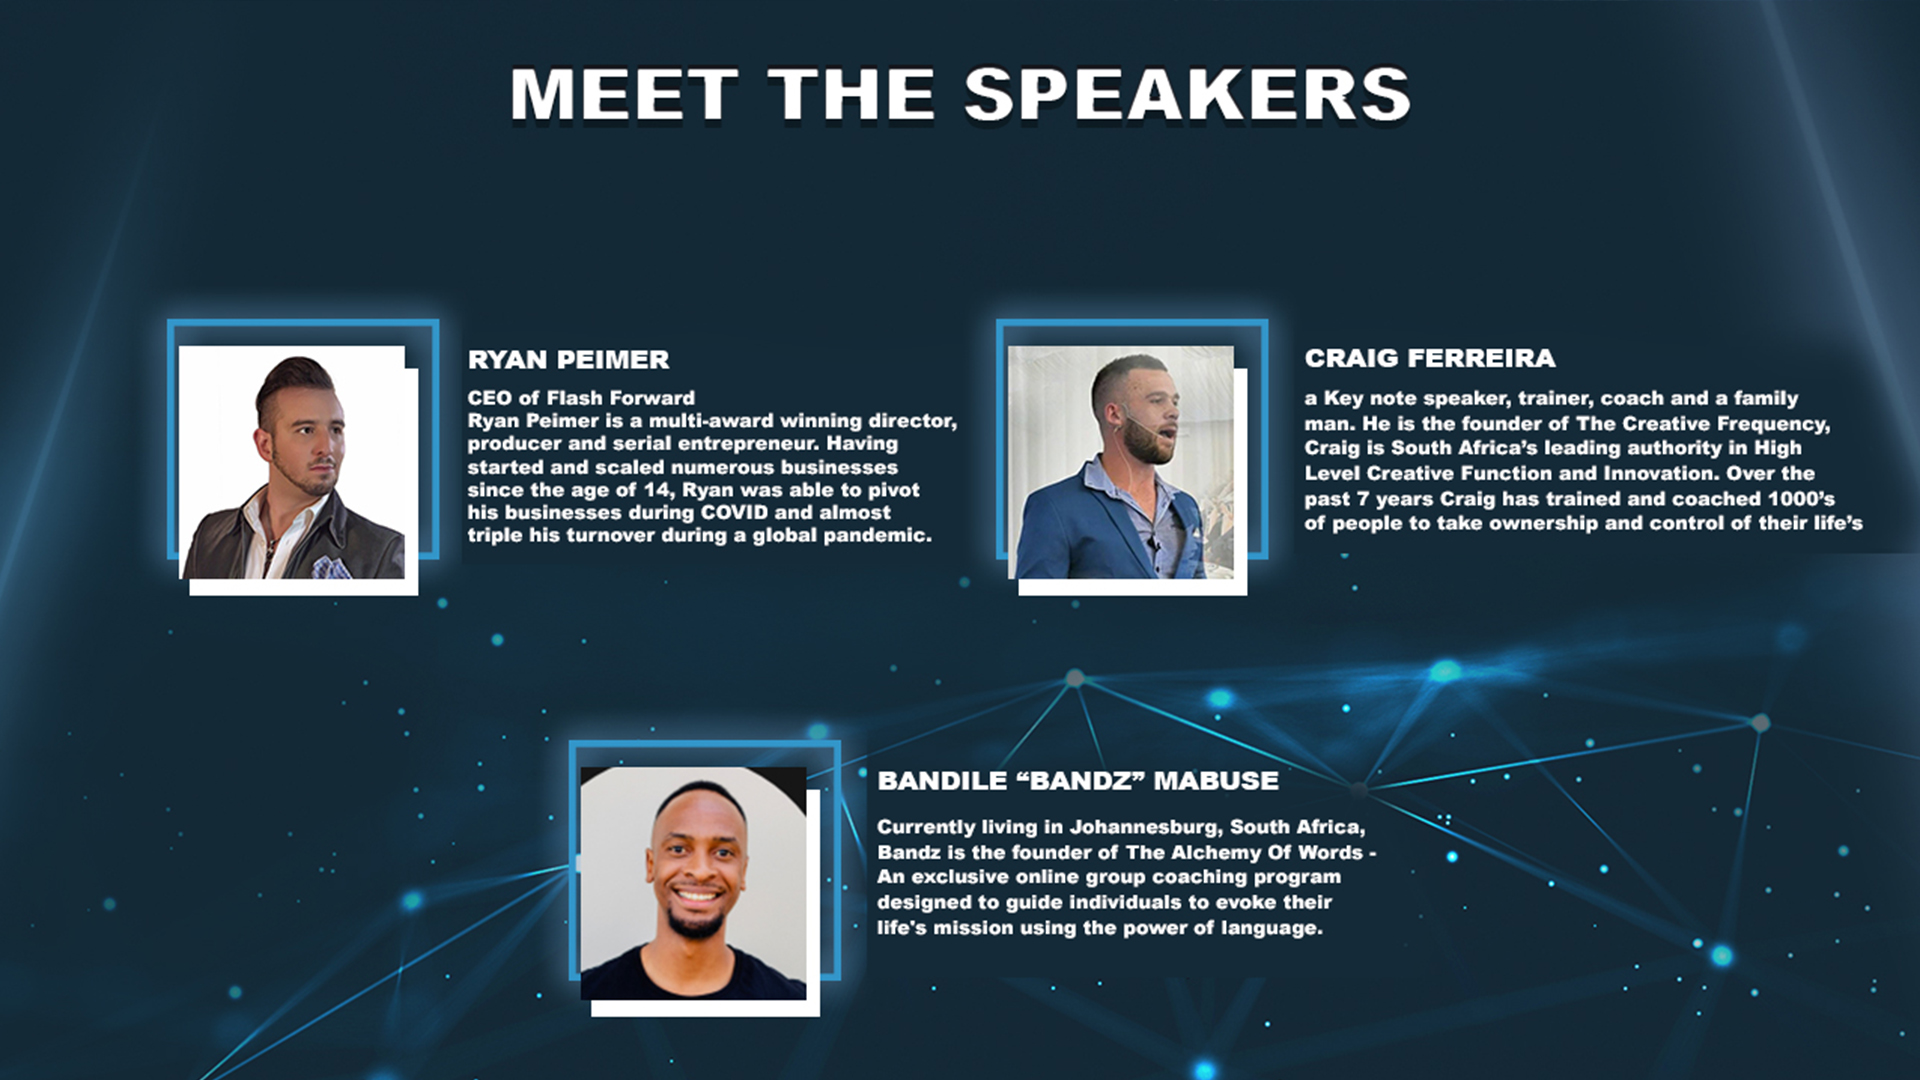 MEET THE SPEAKERS
RYAN PEIMER
CEO of Flash Forward
Ryan Peimer is a multi-award winning director,
producer and serial entrepreneur. Having
started and scaled numerous businesses
since the age of 14, Ryan was able to pivot
his businesses during COVID and almost
triple his turnover during a global pandemic.
CRAIG FERREIRA
a Key note speaker, trainer, coach and a family
man. He is the founder of The Creative Frequency,
Craig is South Africa’s leading authority in High
Level Creative Function and Innovation. Over the
past 7 years Craig has trained and coached 1000’s
of people to take ownership and control of their life’s
BANDILE “BANDZ” MABUSE
Currently living in Johannesburg, South Africa,
Bandz is the founder of The Alchemy Of Words -
An exclusive online group coaching program
designed to guide individuals to evoke their
life's mission using the power of language.